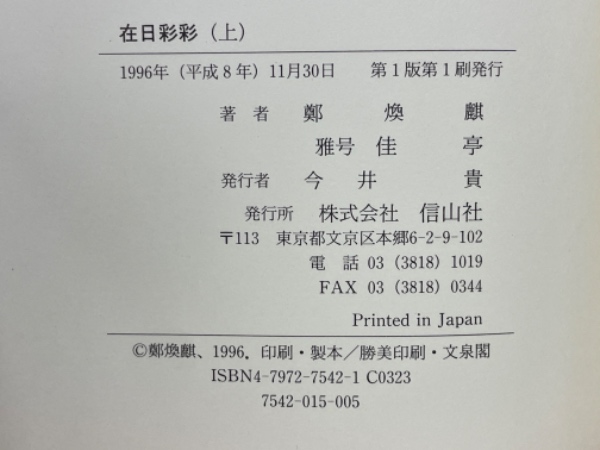 在日彩彩（上）
1996年（平成8年）11月30日　第1版第1刷発行
著者　鄭煥麒
雅号　佳亭
発行者　今井貴
発行所　株式会社　信山社
〒113　東京都文京区本郷6-2-9-102
電話 03 (3818) 1019
FAX 03 (3818) 0344
Printed in Japan
©鄭煥麒、1996. 印刷・製本／勝美印刷・文泉閣
ISBN4-7972-7542-1 C0323
7542-015-005